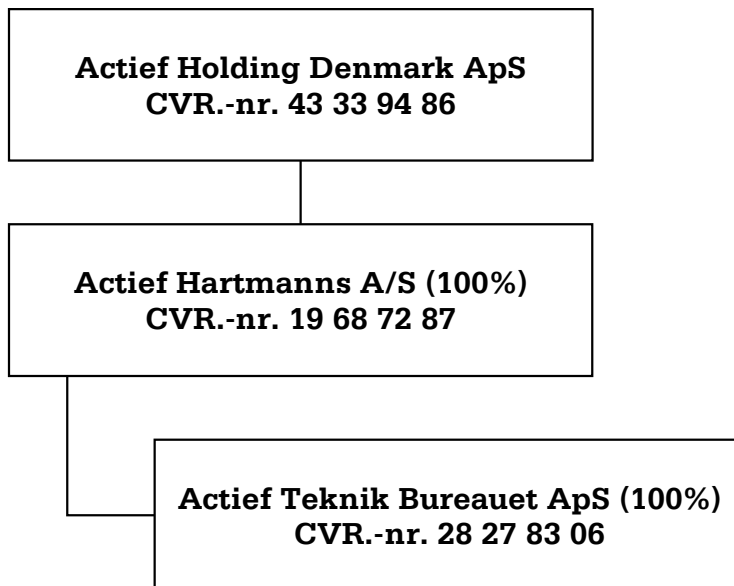 Actief Holding Denmark ApS
CVR.-nr. 43 33 94 86
Actief Hartmanns A/S (100%)
CVR.-nr. 19 68 72 87
Actief Teknik Bureauet ApS (100%)
CVR.-nr. 28 27 83 06